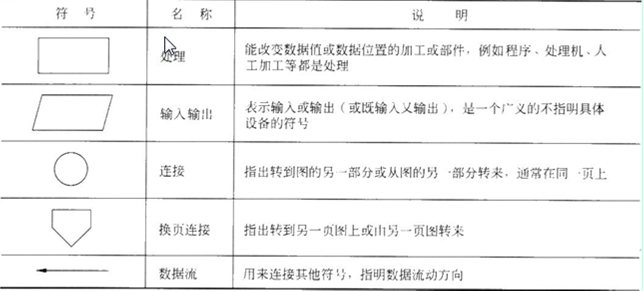 符 号 名 称 说 明
处理 能改变数据值或数据位置的加工或部件，例如程序、处理机、人
工加工等都是处理
输入输出 表示输入或输出（或既输入又输出），是一个广义的不指明具体
设备的符号
连接 指出转到图的另一部分或从图的另一部分转来，通常在同一页上
换页连接 指出转到另一页图上或由另一页图转来
数据流 用来连接其他符号，指明数据流动方向